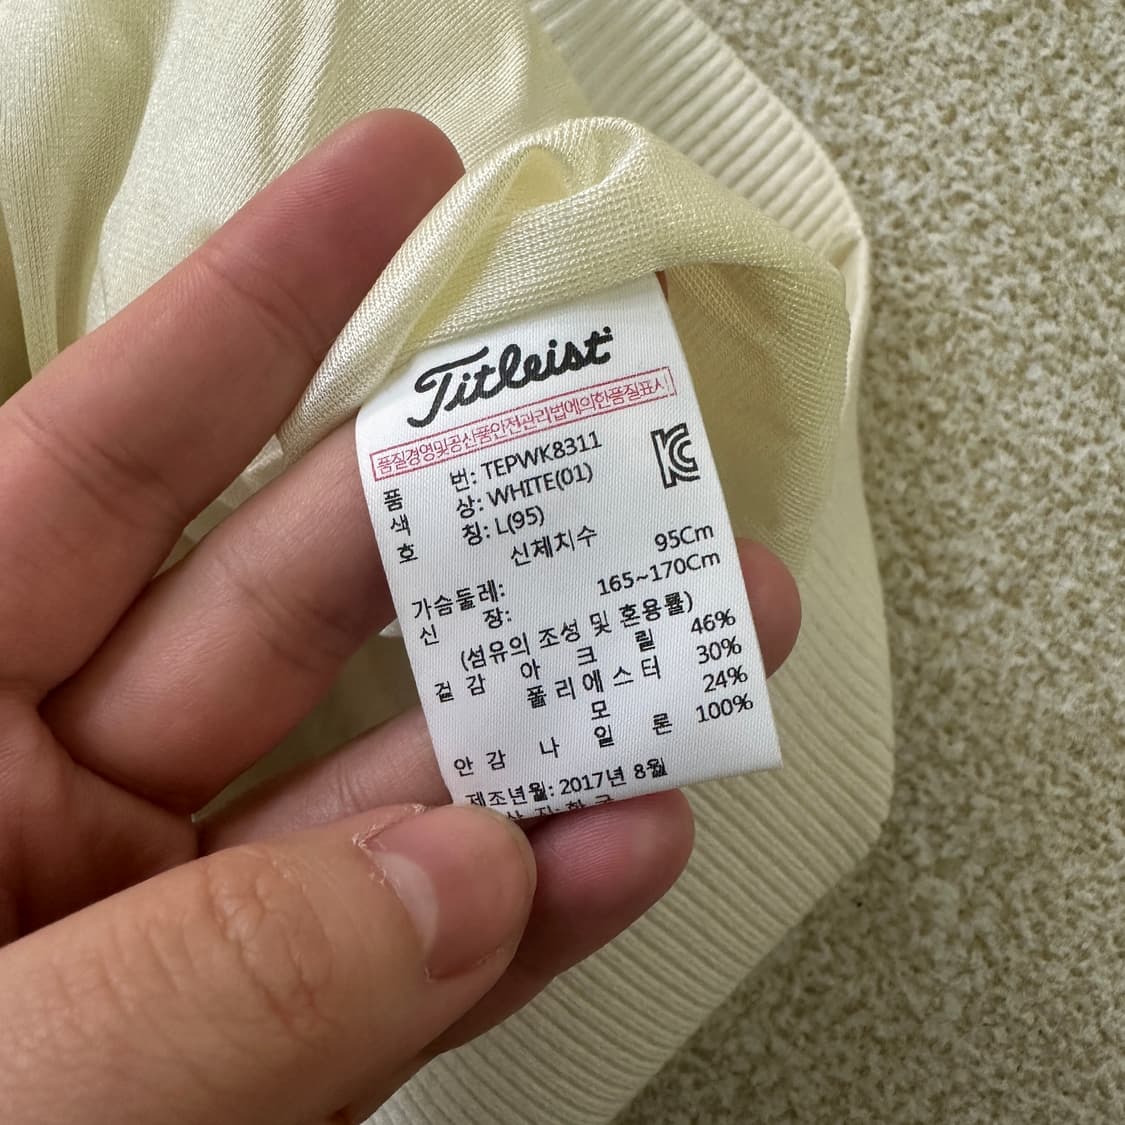 Titleist
품질경영및공산품안전관리법에의한품질표시
KC
품 번: TEPWK8311
색 상: WHITE(01)
호 칭: L(95)
신체치수
가슴둘레: 95Cm
신 장: 165~170Cm
(섬유의 조성 및 혼용률)
겉감 아크릴 46%
폴리에스터 30%
모 24%
안감 나일론 100%
제조년월: 2017년 8월